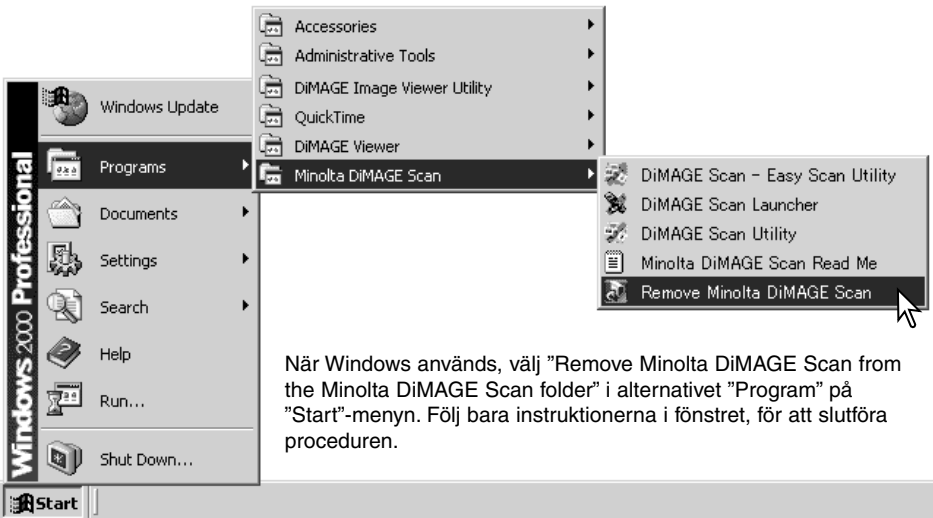 Accessories
Administrative Tools
DiMAGE Image Viewer Utility
QuickTime
DiMAGE Viewer
Minolta DiMAGE Scan
DiMAGE Scan - Easy Scan Utility
DiMAGE Scan Launcher
DiMAGE Scan Utility
Minolta DiMAGE Scan Read Me
Remove Minolta DiMAGE Scan
Windows 2000 Professional
Windows Update
Programs
Documents
Settings
Search
Help
Run...
Shut Down...
Start
När Windows används, välj ”Remove Minolta DiMAGE Scan from
the Minolta DiMAGE Scan folder” i alternativet ”Program” på
”Start”-menyn. Följ bara instruktionerna i fönstret, för att slutföra
proceduren.